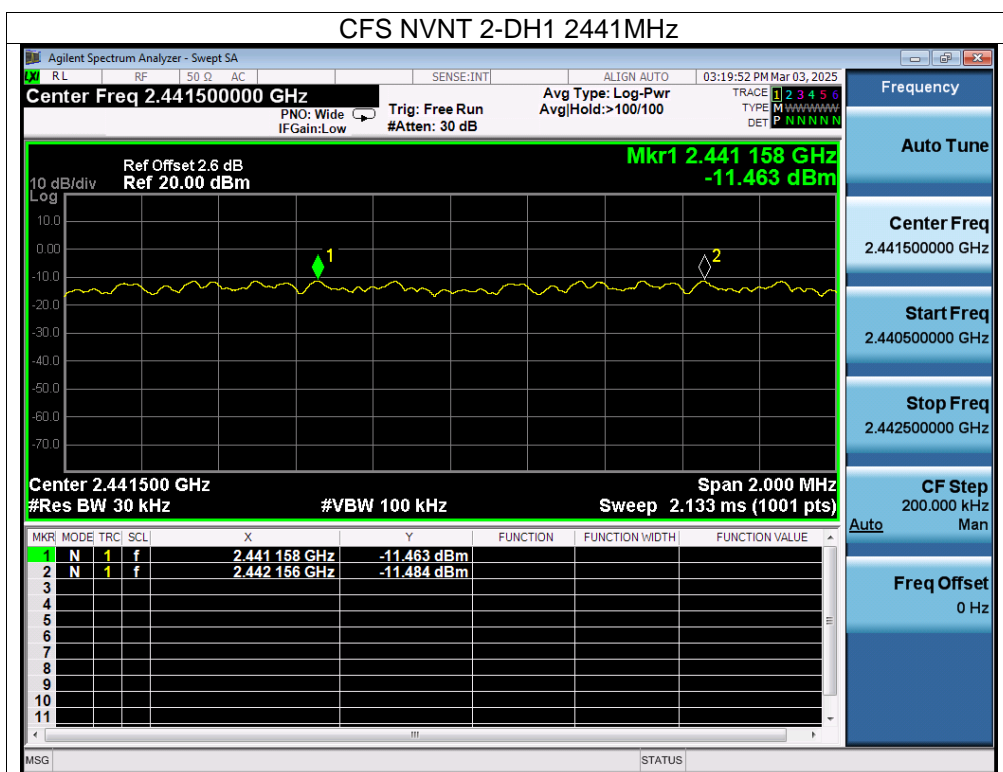 CFS NVNT 2-DH1 2441MHz
Agilent Spectrum Analyzer - Swept SA
LXI RL RF 50 Ω AC SENSE:INT ALIGN AUTO 03:19:52 PM Mar 03, 2025
Center Freq 2.441500000 GHz Avg Type: Log-Pwr TRACE 1 2 3 4 5 6
PNO: Wide Trig: Free Run Avg|Hold:>100/100 TYPE M WWWWW
IFGain:Low #Atten: 30 dB DET P N N N N N
Mkr1 2.441 158 GHz
Ref Offset 2.6 dB
10 dB/div Ref 20.00 dBm -11.463 dBm
Log
10.0
0.00
1 2
-10.0
-20.0
-30.0
-40.0
-50.0
-60.0
-70.0
Center 2.441500 GHz Span 2.000 MHz
#Res BW 30 kHz #VBW 100 kHz Sweep 2.133 ms (1001 pts)
MKR MODE TRC SCL X Y FUNCTION FUNCTION WIDTH FUNCTION VALUE
1 N 1 f 2.441 158 GHz -11.463 dBm
2 N 1 f 2.442 156 GHz -11.484 dBm
3
4
5
6
7
8
9
10
11
MSG STATUS
Frequency
Auto Tune
Center Freq
2.441500000 GHz
Start Freq
2.440500000 GHz
Stop Freq
2.442500000 GHz
CF Step
200.000 kHz
Auto Man
Freq Offset
0 Hz